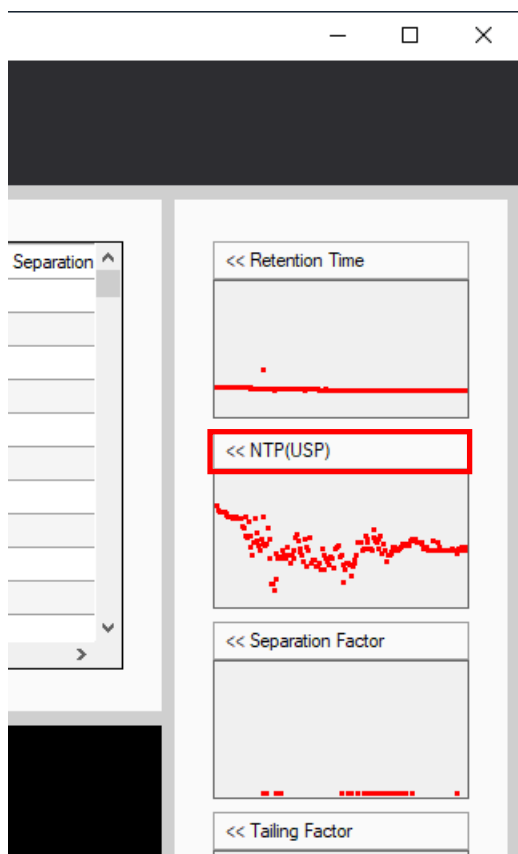 Separation
<< Retention Time
<< NTP(USP)
<< Separation Factor
<< Tailing Factor